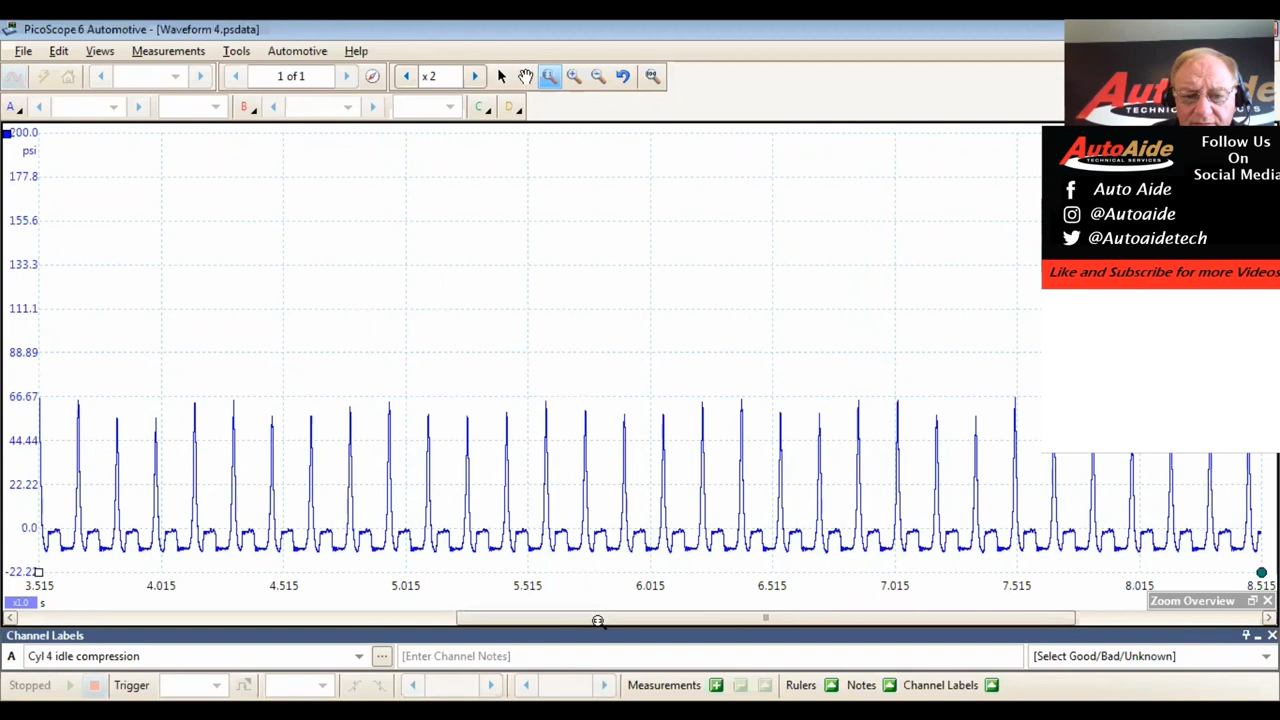 PicoScope 6 Automotive - [Waveform 4.psdata]
File Edit Views Measurements Tools Automotive Help
1 of 1 x 2
A B C D
200.0
psi
177.8
155.6
133.3
111.1
88.89
66.67
44.44
22.22
0.0
3.515 4.015 4.515 5.015 5.515 6.015 6.515 7.015 7.515 8.015 8.515
x1.0 s
Zoom Overview
Channel Labels
A Cyl 4 idle compression [Enter Channel Notes] [Select Good/Bad/Unknown]
Stopped Trigger Measurements Rulers Notes Channel Labels
AutoAide
TECHNICAL SERVICES
Follow Us
On
Social Media
Auto Aide
@Autoaide
@Autoaidetech
Like and Subscribe for more Videos